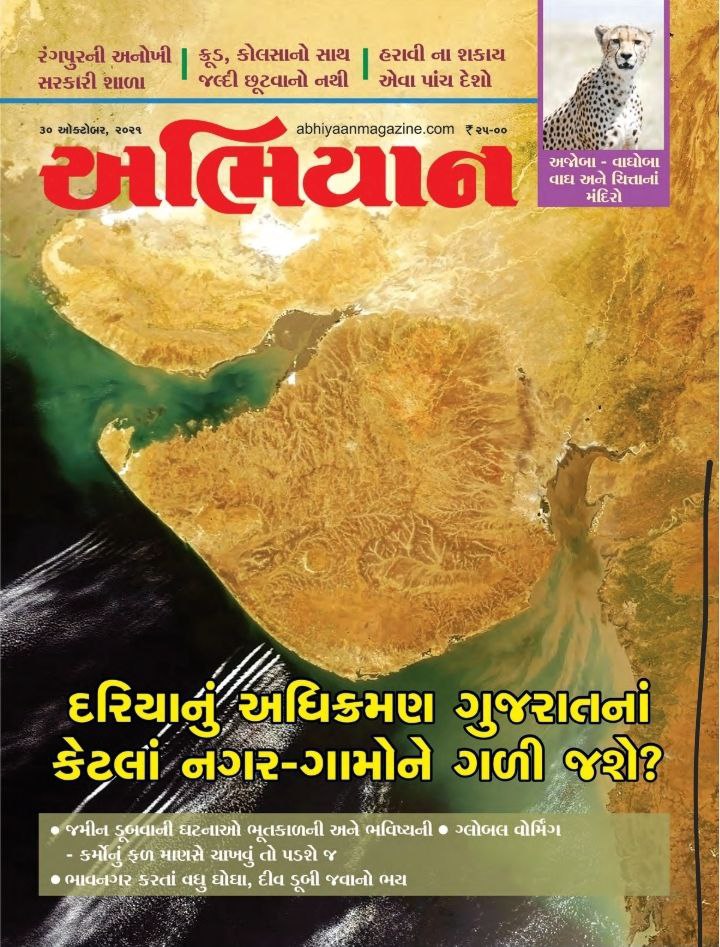 રંગપુરની અનોખી
સરકારી શાળા
ક્રૂડ, કોલસાનો સાથ
જલ્દી છૂટવાનો નથી
હરાવી ના શકાય
એવા પાંચ દેશો
૩૦ ઓક્ટોબર, ૨૦૨૧
abhiyaanmagazine.com ₹ ૨૫-૦૦
અભિયાન
અજોબા - વાઘોબા
વાઘ અને ચિત્તાનાં
મંદિરો
દરિયાનું અધિક્રમણ ગુજરાતનાં
કેટલાં નગર-ગામોને ગળી જશે?
● જમીન ડૂબવાની ઘટનાઓ ભૂતકાળની અને ભવિષ્યની ● ગ્લોબલ વોર્મિંગ
- કર્મોનું ફળ માણસે ચાખવું તો પડશે જ
● ભાવનગર કરતાં વધુ ઘોઘા, દીવ ડૂબી જવાનો ભય